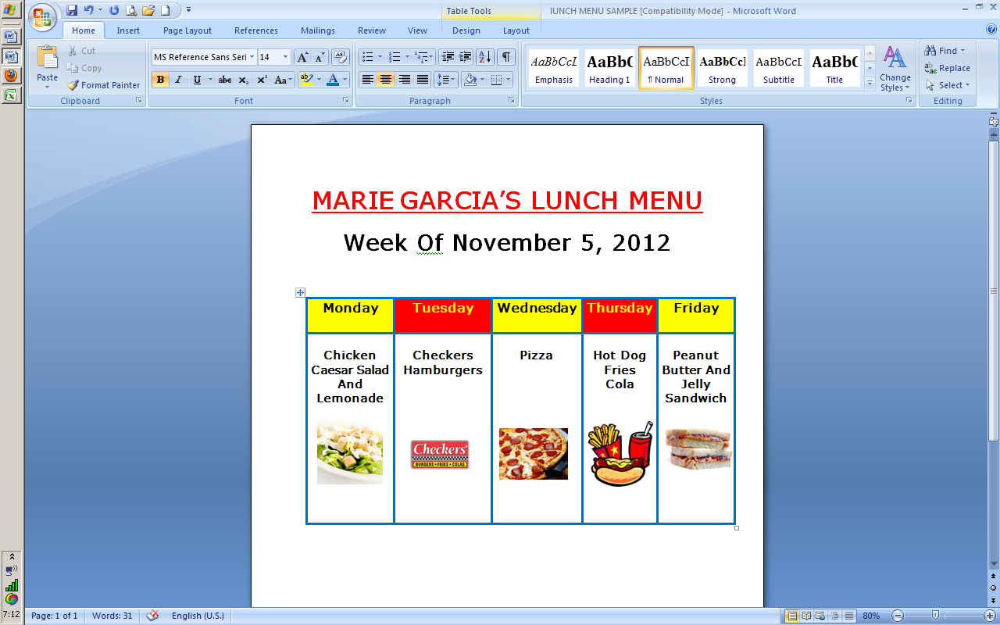 Table Tools
lUNCH MENU SAMPLE [Compatibility Mode] - Microsoft Word
Home Insert Page Layout References Mailings Review View Design Layout
Paste
Cut
Copy
Format Painter
Clipboard
MS Reference Sans Seri 14
Font
Paragraph
AaBbCcI AaBbC AaBbCcI AaBbCcI AaBbCcI AaBbC
Emphasis Heading 1 ¶ Normal Strong Subtitle Title
Change Styles
Styles
Find
Replace
Select
Editing
MARIE GARCIA’S LUNCH MENU
Week Of November 5, 2012
Monday Tuesday Wednesday Thursday Friday
Chicken
Caesar Salad
And
Lemonade
Checkers
Hamburgers
Checkers
BURGERS • FRIES • COLAS
Pizza
Hot Dog
Fries
Cola
Peanut
Butter And
Jelly
Sandwich
7:12
Page: 1 of 1 Words: 31 English (U.S.) 80%